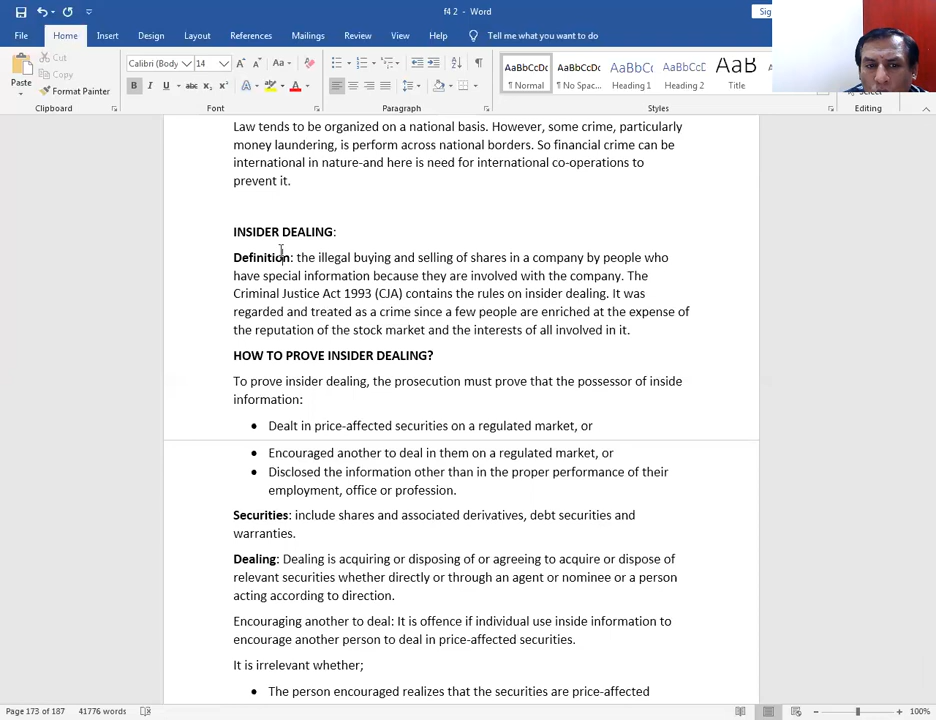 f4 2 - Word
File Home Insert Design Layout References Mailings Review View Help Tell me what you want to do
Paste Cut Copy Format Painter Clipboard
Calibri (Body 14 Font
Paragraph
AaBbCcDc AaBbCcDc AaBbCc AaBbCcD AaB
¶ Normal ¶ No Spac... Heading 1 Heading 2 Title
Styles
Editing
Law tends to be organized on a national basis. However, some crime, particularly
money laundering, is perform across national borders. So financial crime can be
international in nature-and here is need for international co-operations to
prevent it.
INSIDER DEALING:
Definition: the illegal buying and selling of shares in a company by people who
have special information because they are involved with the company. The
Criminal Justice Act 1993 (CJA) contains the rules on insider dealing. It was
regarded and treated as a crime since a few people are enriched at the expense of
the reputation of the stock market and the interests of all involved in it.
HOW TO PROVE INSIDER DEALING?
To prove insider dealing, the prosecution must prove that the possessor of inside
information:
• Dealt in price-affected securities on a regulated market, or
• Encouraged another to deal in them on a regulated market, or
• Disclosed the information other than in the proper performance of their
employment, office or profession.
Securities: include shares and associated derivatives, debt securities and
warranties.
Dealing: Dealing is acquiring or disposing of or agreeing to acquire or dispose of
relevant securities whether directly or through an agent or nominee or a person
acting according to direction.
Encouraging another to deal: It is offence if individual use inside information to
encourage another person to deal in price-affected securities.
It is irrelevant whether;
• The person encouraged realizes that the securities are price-affected
Page 173 of 187 41776 words 100%